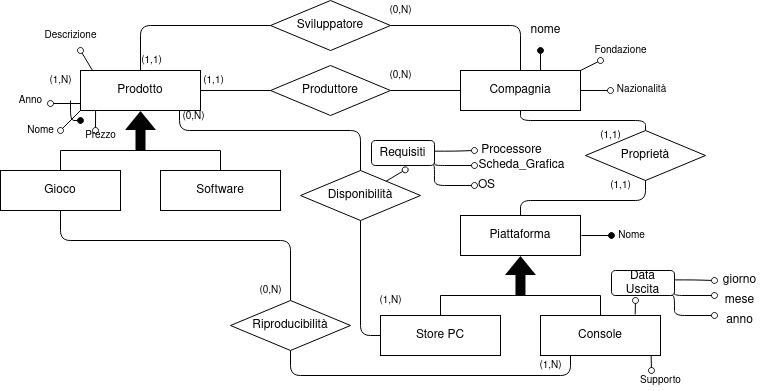 Sviluppatore
(0,N)
nome
Descrizione
Fondazione
(1,1)
(1,N)
Prodotto
(1,1)
Produttore
(0,N)
Compagnia
Nazionalità
Anno
(0,N)
Nome
Prezzo
(1,1)
Requisiti
Processore
Scheda_Grafica
OS
Proprietà
(1,1)
Gioco
Software
Disponibilità
Piattaforma
Nome
Data
Uscita
giorno
mese
anno
(0,N)
(1,N)
Riproducibilità
Store PC
Console
(1,N)
Supporto